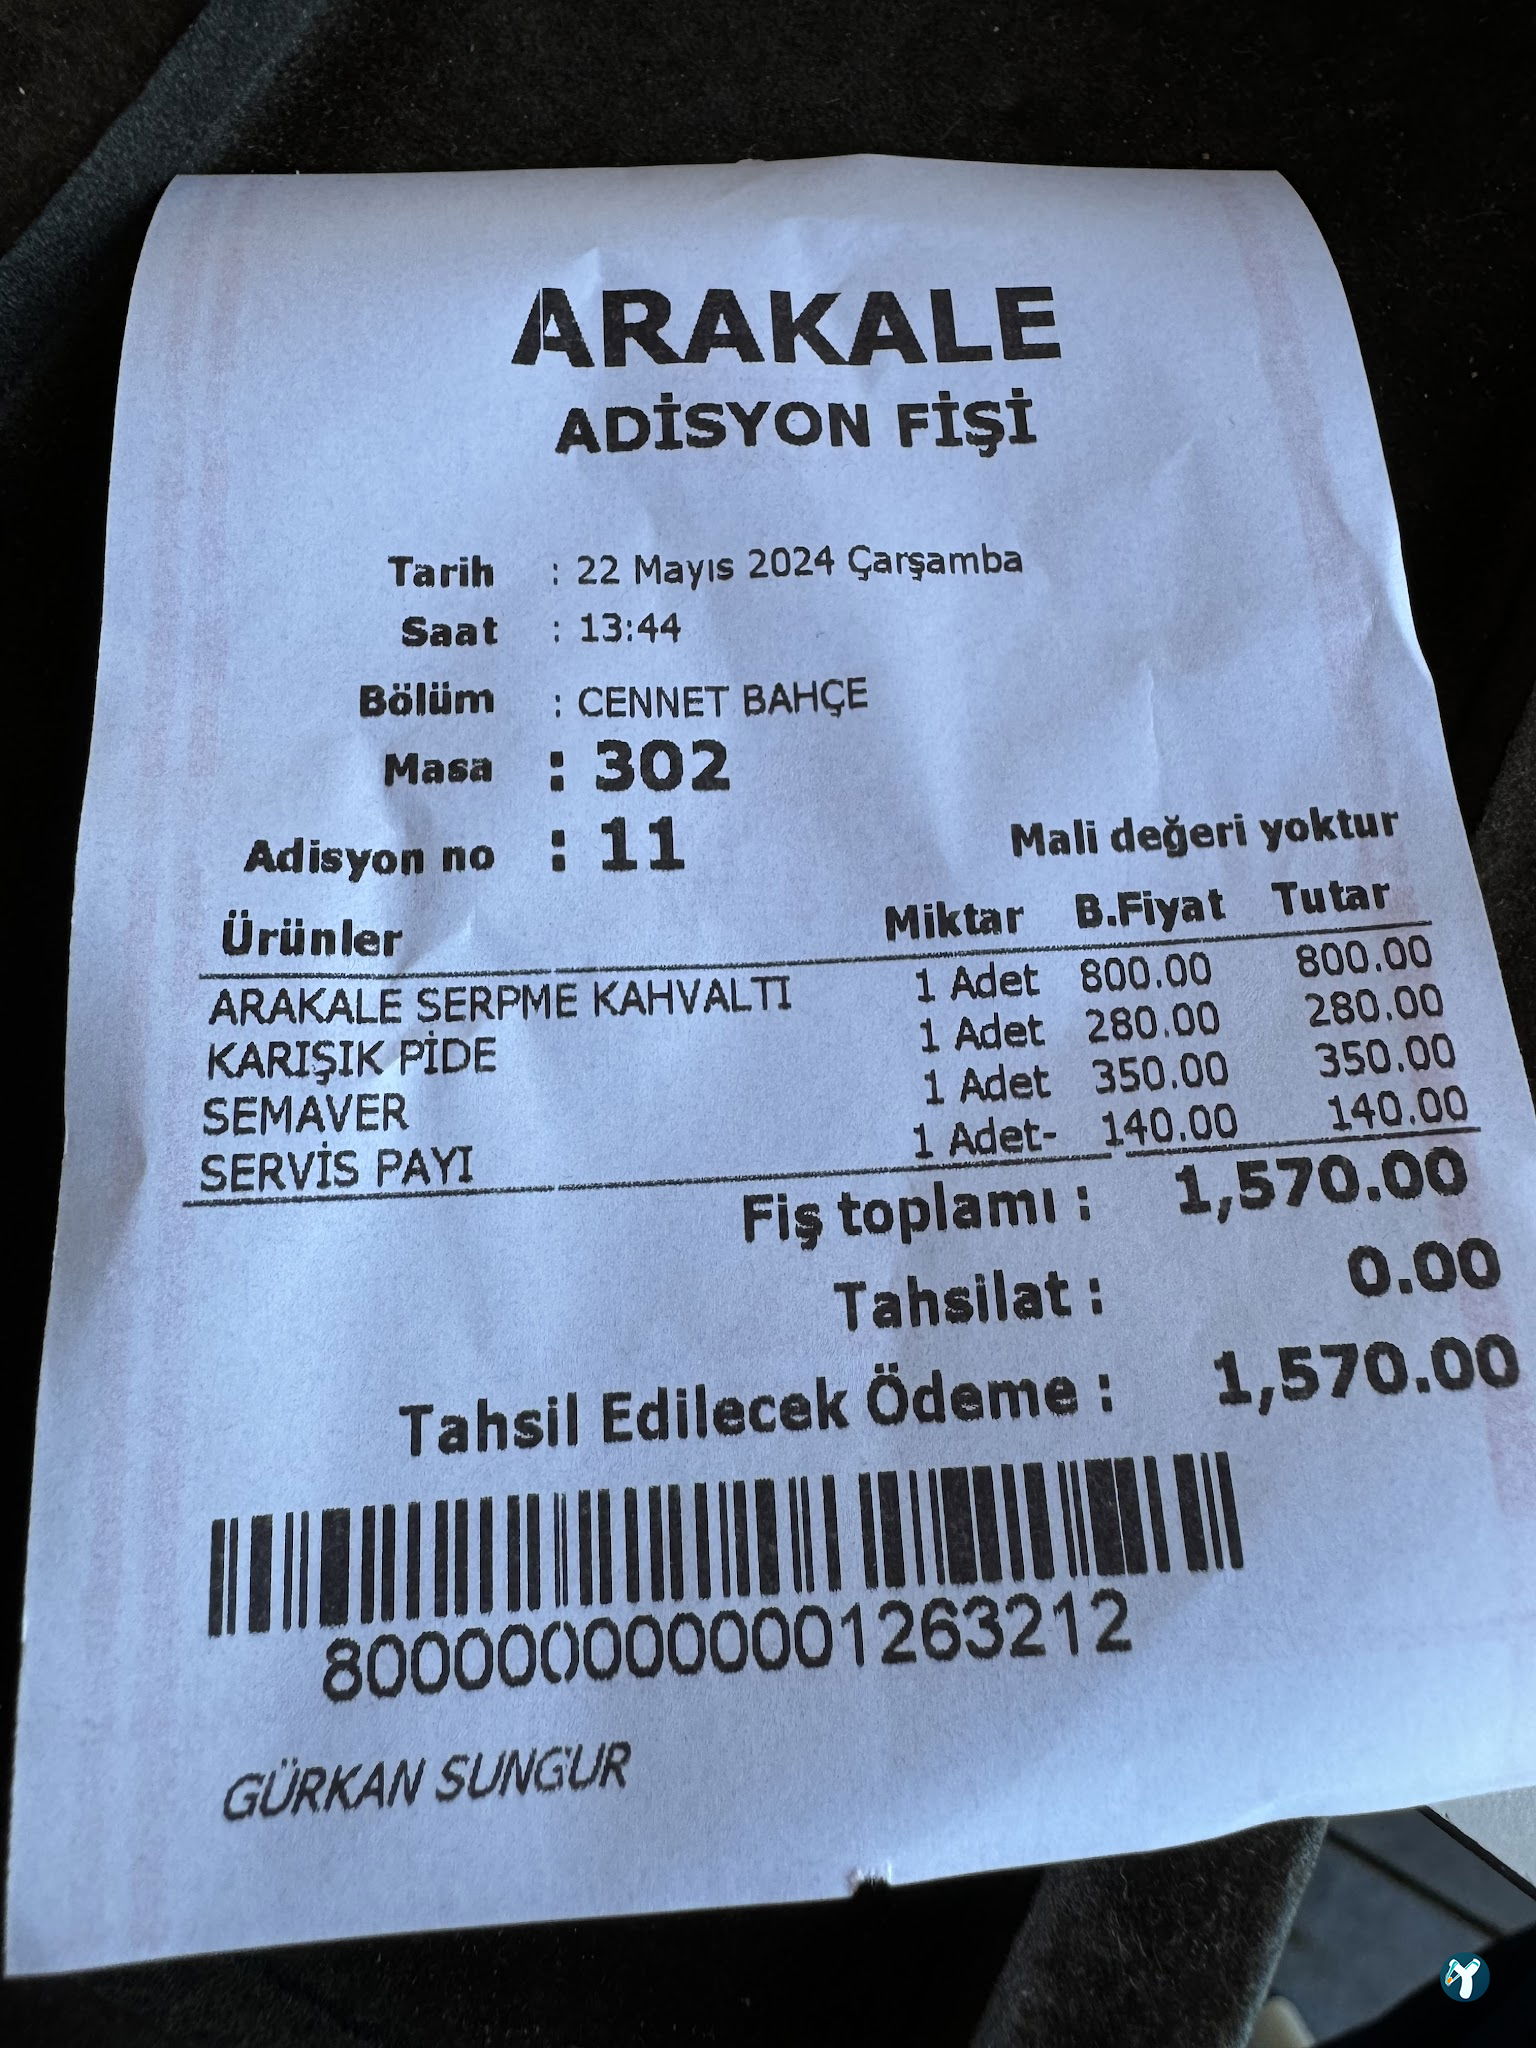 ARAKALE
ADİSYON FİŞİ
Tarih : 22 Mayıs 2024 Çarşamba
Saat : 13:44
Bölüm : CENNET BAHÇE
Masa : 302
Adisyon no : 11
Mali değeri yoktur
Ürünler Miktar B.Fiyat Tutar
ARAKALE SERPME KAHVALTI 1 Adet 800.00 800.00
KARIŞIK PİDE 1 Adet 280.00 280.00
SEMAVER 1 Adet 350.00 350.00
SERVİS PAYI 1 Adet- 140.00 140.00
Fiş toplamı : 1,570.00
Tahsilat : 0.00
Tahsil Edilecek Ödeme : 1,570.00
8000000000001263212
GÜRKAN SUNGUR